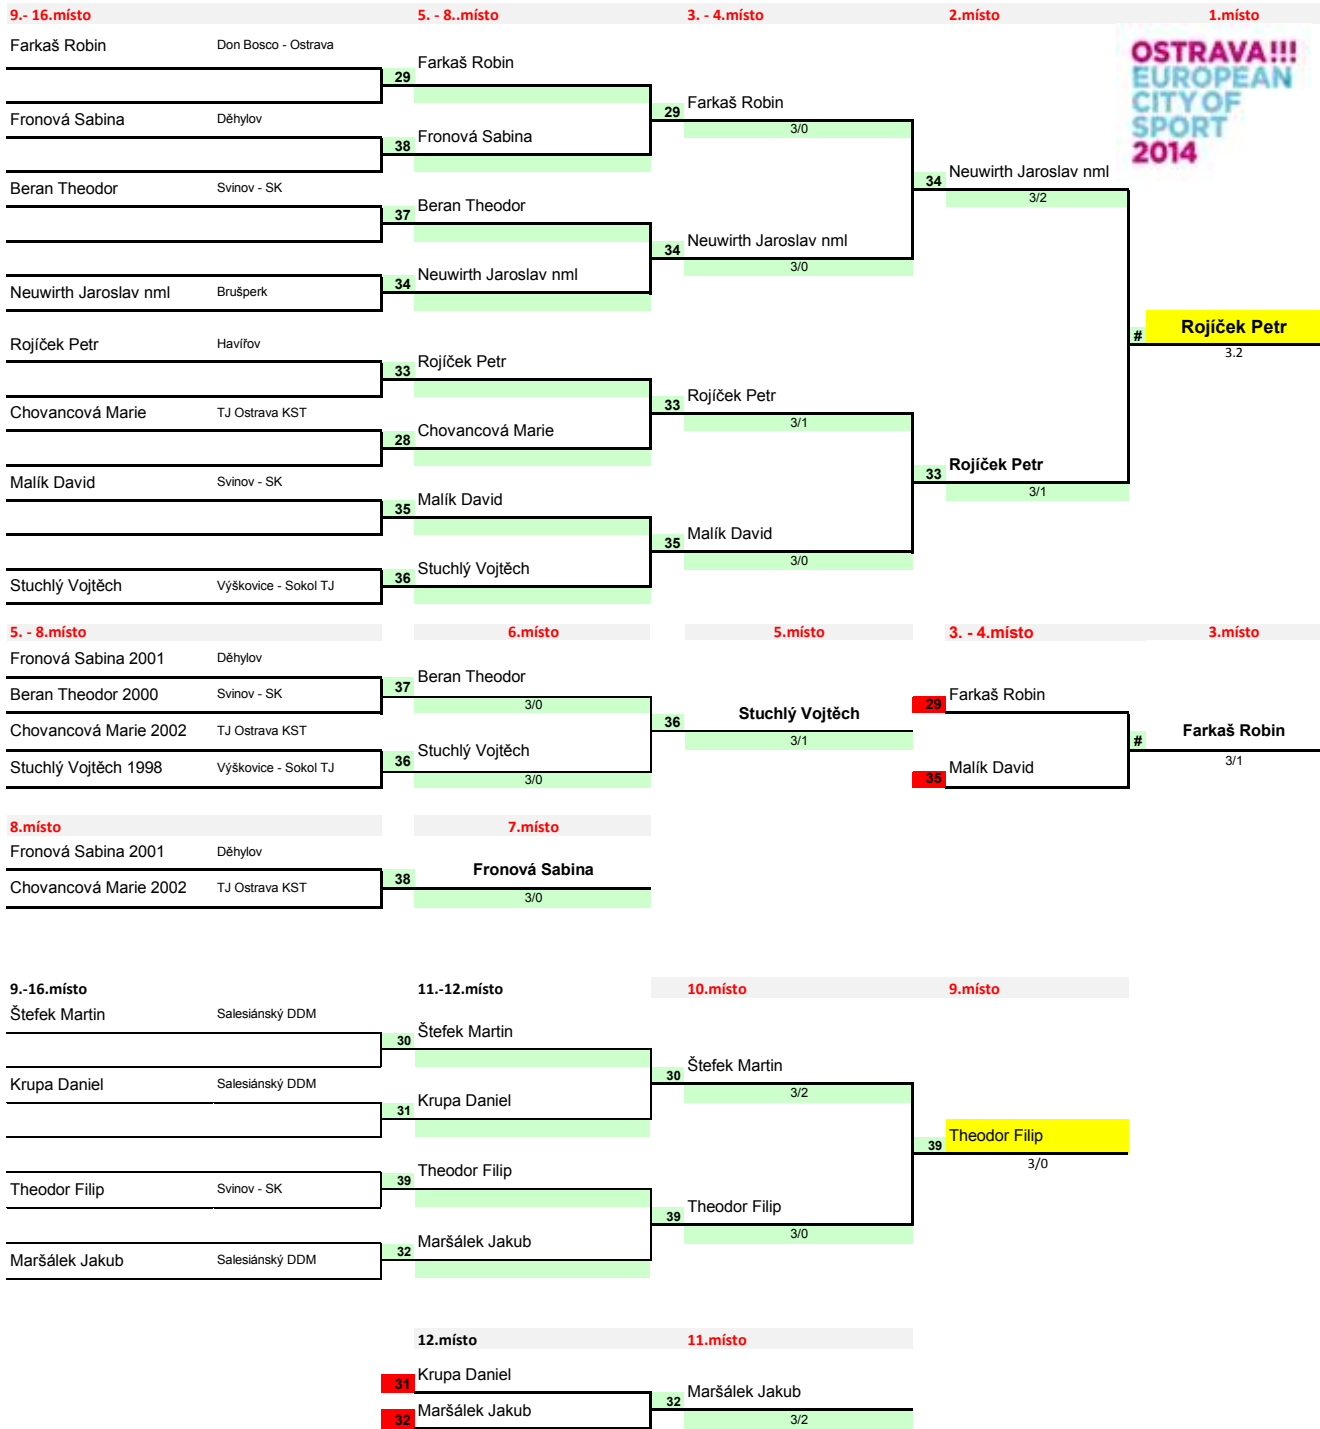 9.- 16.místo 5. - 8..místo 3. - 4.místo 2.místo 1.místo
Farkaš Robin Don Bosco - Ostrava
OSTRAVA!!!
EUROPEAN
CITY OF
SPORT
2014
29 Farkaš Robin
29 Farkaš Robin
3/0
Fronová Sabina Děhylov
38 Fronová Sabina
34 Neuwirth Jaroslav nml
3/2
Beran Theodor Svinov - SK
37 Beran Theodor
34 Neuwirth Jaroslav nml
3/0
34 Neuwirth Jaroslav nml
Neuwirth Jaroslav nml Brušperk
# Rojíček Petr
3.2
Rojíček Petr Havířov
33 Rojíček Petr
33 Rojíček Petr
3/1
Chovancová Marie TJ Ostrava KST
28 Chovancová Marie
33 Rojíček Petr
3/1
Malík David Svinov - SK
35 Malík David
35 Malík David
3/0
36 Stuchlý Vojtěch
Stuchlý Vojtěch Výškovice - Sokol TJ
5. - 8.místo 6.místo 5.místo 3. - 4.místo 3.místo
Fronová Sabina 2001 Děhylov
37 Beran Theodor
3/0
Beran Theodor 2000 Svinov - SK
29 Farkaš Robin
36 Stuchlý Vojtěch
3/1
Chovancová Marie 2002 TJ Ostrava KST
# Farkaš Robin
3/1
36 Stuchlý Vojtěch
3/0
Stuchlý Vojtěch 1998 Výškovice - Sokol TJ
35 Malík David
8.místo 7.místo
Fronová Sabina 2001 Děhylov
38 Fronová Sabina
3/0
Chovancová Marie 2002 TJ Ostrava KST
9.-16.místo 11.-12.místo 10.místo 9.místo
Štefek Martin Salesiánský DDM
30 Štefek Martin
30 Štefek Martin
3/2
Krupa Daniel Salesiánský DDM
31 Krupa Daniel
39 Theodor Filip
3/0
39 Theodor Filip
Theodor Filip Svinov - SK
39 Theodor Filip
3/0
32 Maršálek Jakub
Maršálek Jakub Salesiánský DDM
12.místo 11.místo
31 Krupa Daniel
32 Maršálek Jakub
3/2
32 Maršálek Jakub